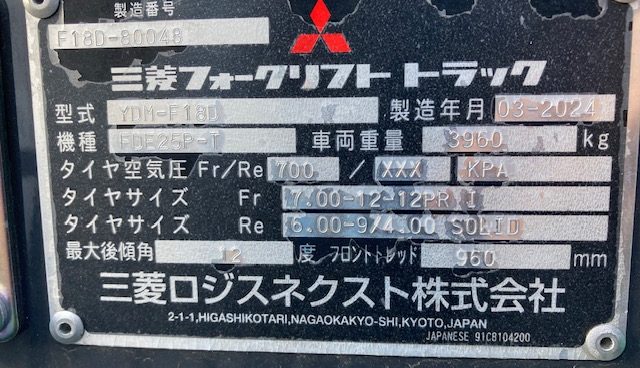 製造番号
F18D-80048
三菱フォークリフト トラック
型式 YDM-F18D 製造年月 03-2024
機種 FDE25P-T 車両重量 3960 kg
タイヤ空気圧 Fr/Re 700 / XXX KPA
タイヤサイズ Fr 7.00-12-12PR I
タイヤサイズ Re 6.00-9/4.00 SOLID
最大後傾角 12 度 フロントトレッド 960 mm
三菱ロジスネクスト株式会社
2-1-1,HIGASHIKOTARI,NAGAOKAKYO-SHI,KYOTO,JAPAN
JAPANESE 91C8104200